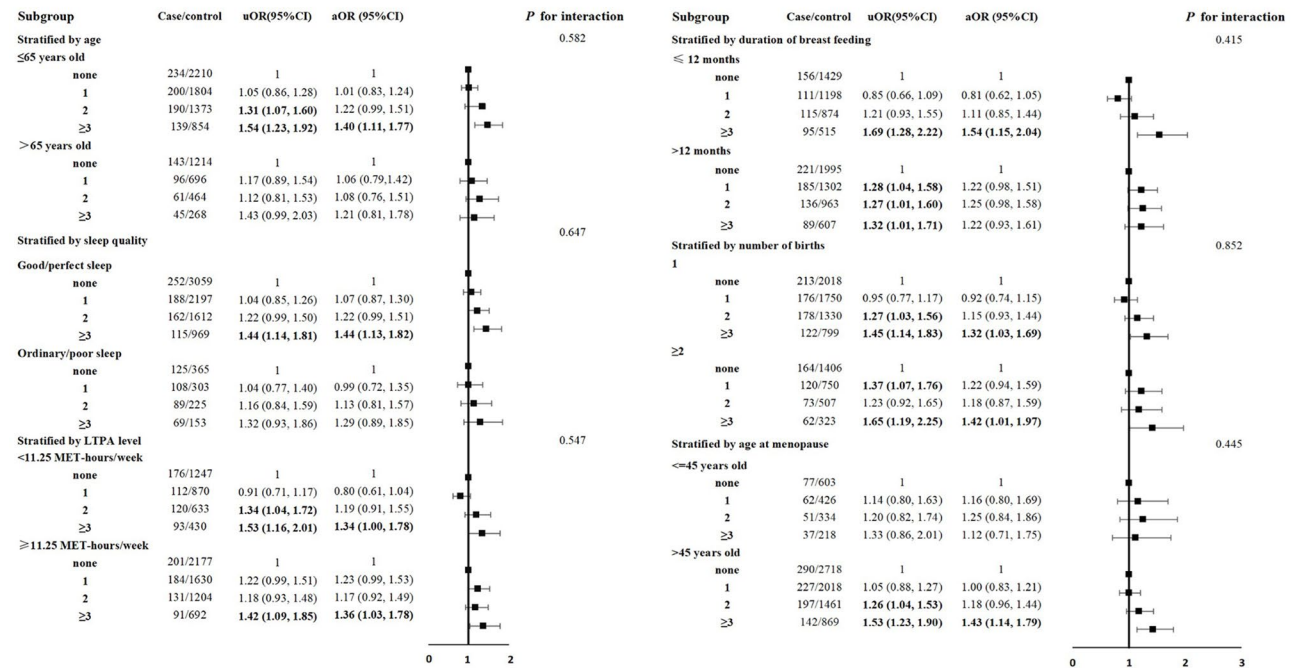 Subgroup Case/control uOR(95%CI) aOR (95%CI) P for interaction
Stratified by age 0.582
≤65 years old
none 234/2210 1 1
1 200/1804 1.05 (0.86, 1.28) 1.01 (0.83, 1.24)
2 190/1373 1.31 (1.07, 1.60) 1.22 (0.99, 1.51)
≥3 139/854 1.54 (1.23, 1.92) 1.40 (1.11, 1.77)
>65 years old
none 143/1214 1 1
1 96/696 1.17 (0.89, 1.54) 1.06 (0.79,1.42)
2 61/464 1.12 (0.81, 1.53) 1.08 (0.76, 1.51)
≥3 45/268 1.43 (0.99, 2.03) 1.21 (0.81, 1.78)
Stratified by sleep quality 0.647
Good/perfect sleep
none 252/3059 1 1
1 188/2197 1.04 (0.85, 1.26) 1.07 (0.87, 1.30)
2 162/1612 1.22 (0.99, 1.50) 1.22 (0.99, 1.51)
≥3 115/969 1.44 (1.14, 1.81) 1.44 (1.13, 1.82)
Ordinary/poor sleep
none 125/365 1 1
1 108/303 1.04 (0.77, 1.40) 0.99 (0.72, 1.35)
2 89/225 1.16 (0.84, 1.59) 1.13 (0.81, 1.57)
≥3 69/153 1.32 (0.93, 1.86) 1.29 (0.89, 1.85)
Stratified by LTPA level 0.547
<11.25 MET-hours/week
none 176/1247 1 1
1 112/870 0.91 (0.71, 1.17) 0.80 (0.61, 1.04)
2 120/633 1.34 (1.04, 1.72) 1.19 (0.91, 1.55)
≥3 93/430 1.53 (1.16, 2.01) 1.34 (1.00, 1.78)
≥11.25 MET-hours/week
none 201/2177 1 1
1 184/1630 1.22 (0.99, 1.51) 1.23 (0.99, 1.53)
2 131/1204 1.18 (0.93, 1.48) 1.17 (0.92, 1.49)
≥3 91/692 1.42 (1.09, 1.85) 1.36 (1.03, 1.78)
0 1 2
Subgroup Case/control uOR(95%CI) aOR (95%CI) P for interaction
Stratified by duration of breast feeding 0.415
≤ 12 months
none 156/1429 1 1
1 111/1198 0.85 (0.66, 1.09) 0.81 (0.62, 1.05)
2 115/874 1.21 (0.93, 1.55) 1.11 (0.85, 1.44)
≥3 95/515 1.69 (1.28, 2.22) 1.54 (1.15, 2.04)
>12 months
none 221/1995 1 1
1 185/1302 1.28 (1.04, 1.58) 1.22 (0.98, 1.51)
2 136/963 1.27 (1.01, 1.60) 1.25 (0.98, 1.58)
≥3 89/607 1.32 (1.01, 1.71) 1.22 (0.93, 1.61)
Stratified by number of births 0.852
1
none 213/2018 1 1
1 176/1750 0.95 (0.77, 1.17) 0.92 (0.74, 1.15)
2 178/1330 1.27 (1.03, 1.56) 1.15 (0.93, 1.44)
≥3 122/799 1.45 (1.14, 1.83) 1.32 (1.03, 1.69)
≥2
none 164/1406 1 1
1 120/750 1.37 (1.07, 1.76) 1.22 (0.94, 1.59)
2 73/507 1.23 (0.92, 1.65) 1.18 (0.87, 1.59)
≥3 62/323 1.65 (1.19, 2.25) 1.42 (1.01, 1.97)
Stratified by age at menopause 0.445
<=45 years old
none 77/603 1 1
1 62/426 1.14 (0.80, 1.63) 1.16 (0.80, 1.69)
2 51/334 1.20 (0.82, 1.74) 1.25 (0.84, 1.86)
≥3 37/218 1.33 (0.86, 2.01) 1.12 (0.71, 1.75)
>45 years old
none 290/2718 1 1
1 227/2018 1.05 (0.88, 1.27) 1.00 (0.83, 1.21)
2 197/1461 1.26 (1.04, 1.53) 1.18 (0.96, 1.44)
≥3 142/869 1.53 (1.23, 1.90) 1.43 (1.14, 1.79)
0 1 2 3